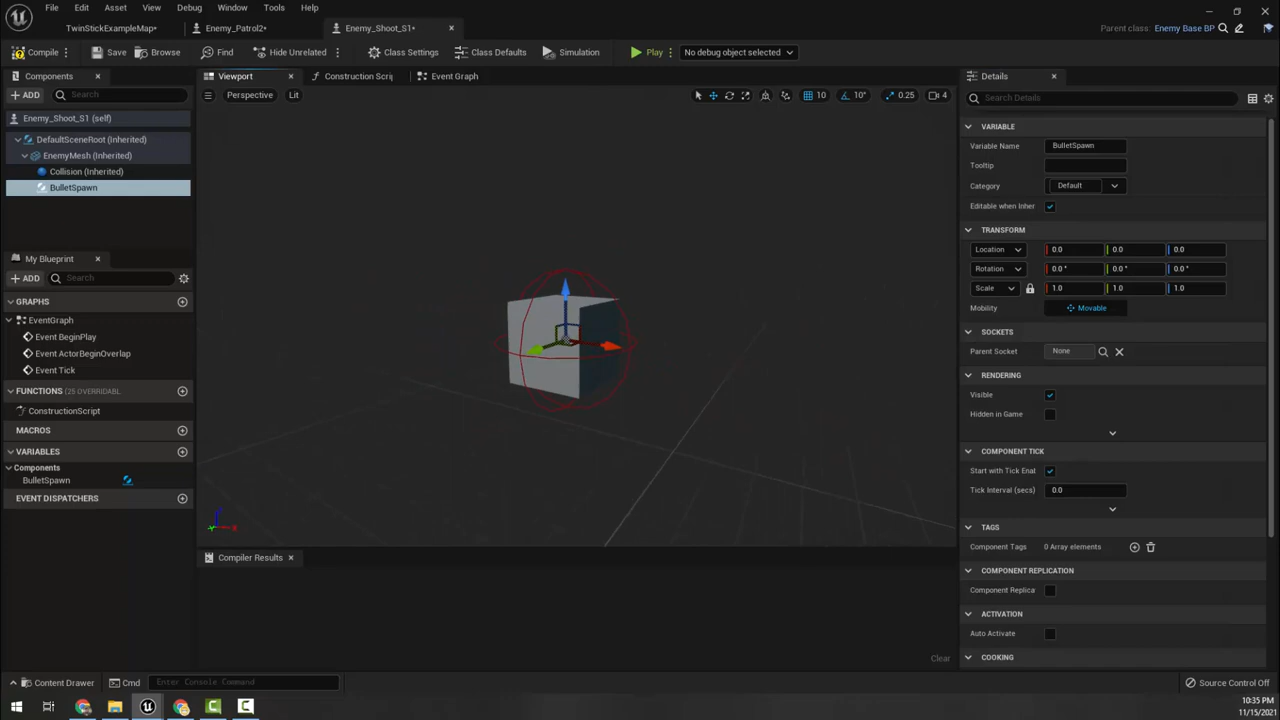 File Edit Asset View Debug Window Tools Help
TwinStickExampleMap• Enemy_Patrol2• Enemy_Shoot_S1• Parent class: Enemy Base BP
Compile Save Browse Find Hide Unrelated Class Settings Class Defaults Simulation Play No debug object selected
Components Viewport Construction Scrip Event Graph Details
ADD Search Perspective Lit 10 10° 0.25 4 Search Details
Enemy_Shoot_S1 (self)
DefaultSceneRoot (Inherited)
EnemyMesh (Inherited)
Collision (Inherited)
BulletSpawn
My Blueprint
ADD Search
GRAPHS
EventGraph
Event BeginPlay
Event ActorBeginOverlap
Event Tick
FUNCTIONS (25 OVERRIDABL
ConstructionScript
MACROS
VARIABLES
Components
BulletSpawn
EVENT DISPATCHERS
Compiler Results
Clear
VARIABLE
Variable Name BulletSpawn
Tooltip
Category Default
Editable when Inher
TRANSFORM
Location 0.0 0.0 0.0
Rotation 0.0 ° 0.0 ° 0.0 °
Scale 1.0 1.0 1.0
Mobility Movable
SOCKETS
Parent Socket None
RENDERING
Visible
Hidden in Game
COMPONENT TICK
Start with Tick Enat
Tick Interval (secs) 0.0
TAGS
Component Tags 0 Array elements
COMPONENT REPLICATION
Component Replica
ACTIVATION
Auto Activate
COOKING
Content Drawer Cmd Enter Console Command Source Control Off
10:35 PM
11/15/2021